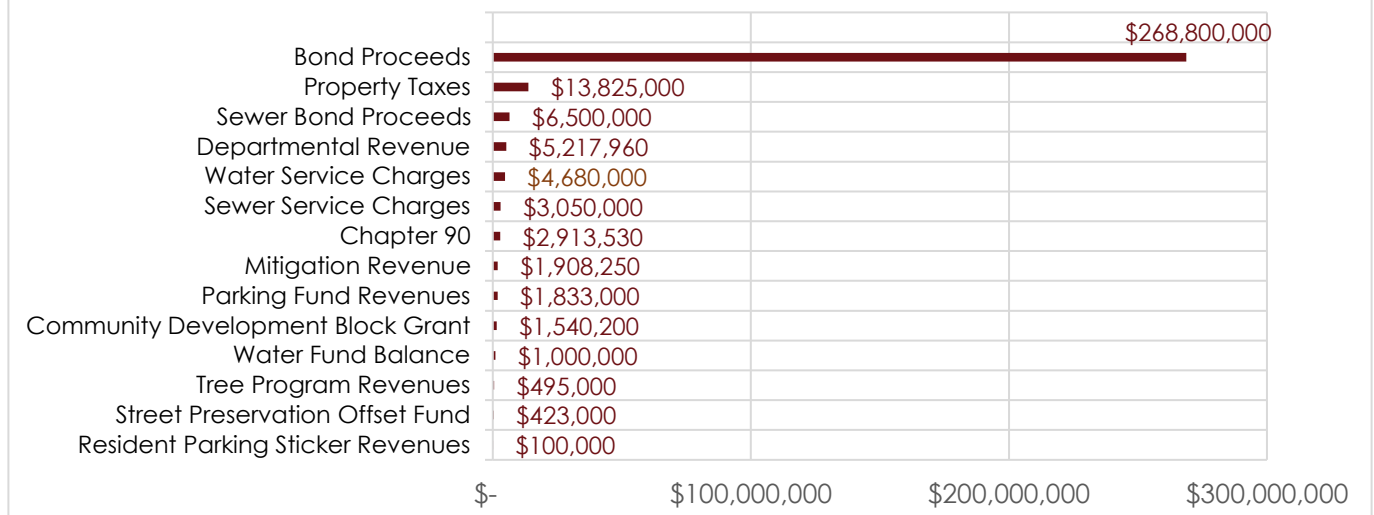 $268,800,000
Bond Proceeds
Property Taxes $13,825,000
Sewer Bond Proceeds $6,500,000
Departmental Revenue $5,217,960
Water Service Charges $4,680,000
Sewer Service Charges $3,050,000
Chapter 90 $2,913,530
Mitigation Revenue $1,908,250
Parking Fund Revenues $1,833,000
Community Development Block Grant $1,540,200
Water Fund Balance $1,000,000
Tree Program Revenues $495,000
Street Preservation Offset Fund $423,000
Resident Parking Sticker Revenues $100,000
$- $100,000,000 $200,000,000 $300,000,000